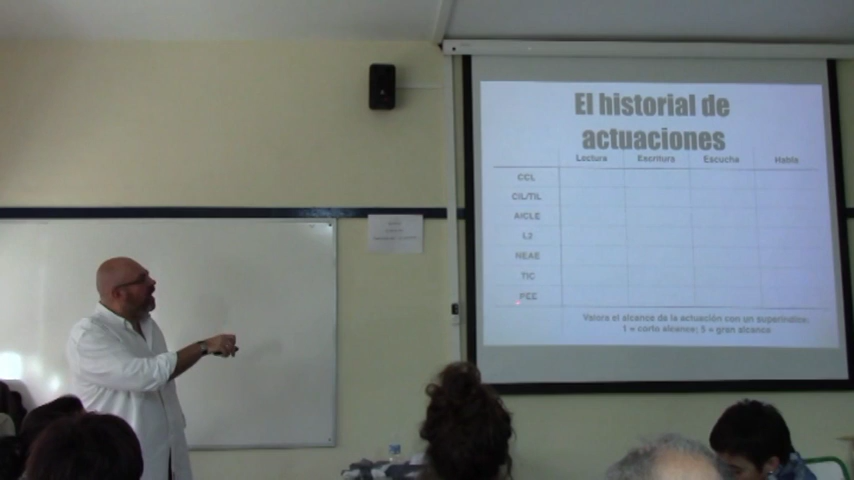 El historial de
actuaciones
Lectura Escritura Escucha Habla
CCL
CIL/TIL
AICLE
L2
NEAE
TIC
PCE
Valora el alcance de la actuación con un superíndice:
1 = corto alcance; 5 = gran alcance